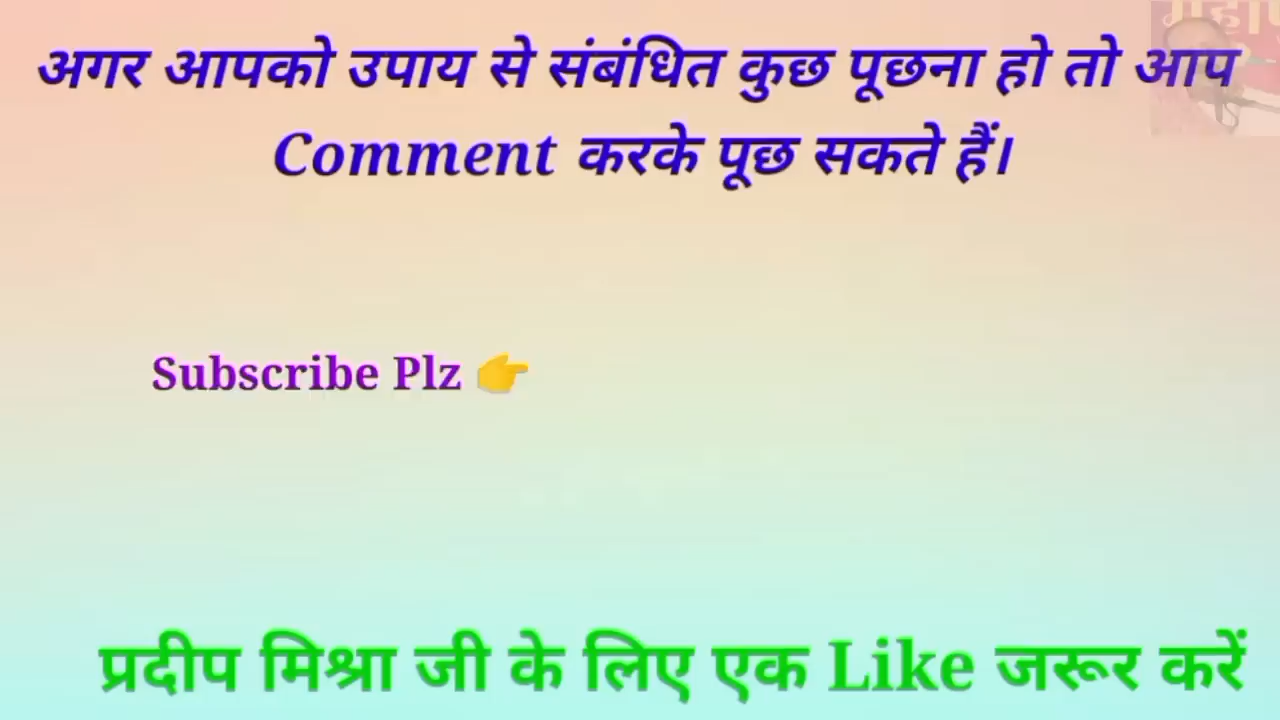 अगर आपको उपाय से संबंधित कुछ पूछना हो तो आप
Comment करके पूछ सकते हैं।
Subscribe Plz 👉
प्रदीप मिश्रा जी के लिए एक Like जरूर करें